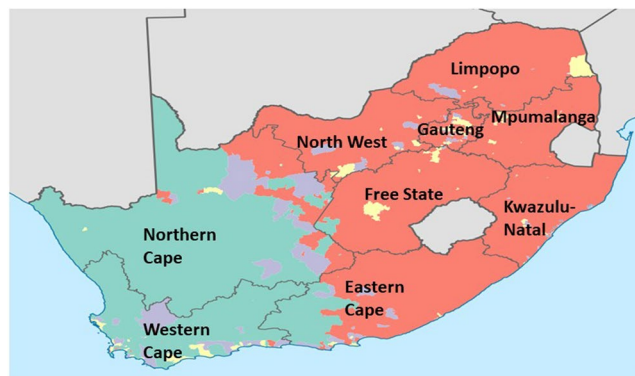 Limpopo
Mpumalanga
Gauteng
North West
Free State
Kwazulu-
Natal
Northern
Cape
Eastern
Cape
Western
Cape